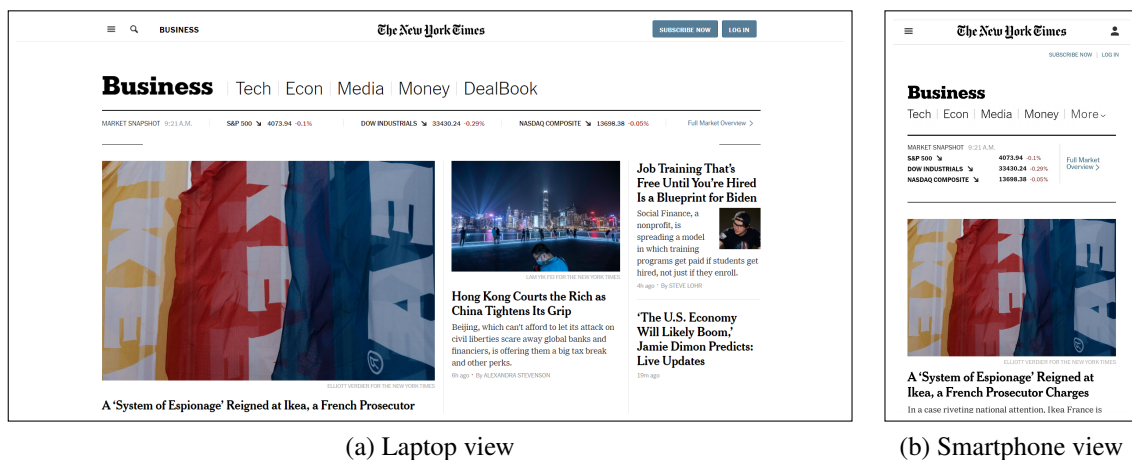 BUSINESS
The New York Times
SUBSCRIBE NOW
LOG IN
Business
Tech | Econ | Media | Money | DealBook
MARKET SNAPSHOT 9:21 A.M.
S&P 500 ↘ 4073.94 -0.1%
DOW INDUSTRIALS ↘ 33430.24 -0.29%
NASDAQ COMPOSITE ↘ 13698.38 -0.05%
Full Market Overview >
IKEA
ELLIOTT VERDIER FOR THE NEW YORK TIMES
A ‘System of Espionage’ Reigned at Ikea, a French Prosecutor
LAM YIK FEI FOR THE NEW YORK TIMES
Hong Kong Courts the Rich as
China Tightens Its Grip
Beijing, which can't afford to let its attack on
civil liberties scare away global banks and
financiers, is offering them a big tax break
and other perks.
6h ago • By ALEXANDRA STEVENSON
Job Training That's
Free Until You're Hired
Is a Blueprint for Biden
Social Finance, a
nonprofit, is
spreading a model
in which training
programs get paid if students get
hired, not just if they enroll.
4h ago • By STEVE LOHR
‘The U.S. Economy
Will Likely Boom,’
Jamie Dimon Predicts:
Live Updates
19m ago
(a) Laptop view
The New York Times
SUBSCRIBE NOW | LOG IN
Business
Tech | Econ | Media | Money | More
MARKET SNAPSHOT 9:21 A.M.
S&P 500 ↘ 4073.94 -0.1%
DOW INDUSTRIALS ↘ 33430.24 -0.29%
NASDAQ COMPOSITE ↘ 13698.38 -0.05%
Full Market
Overview >
IKEA
ELLIOTT VERDIER FOR THE NEW YORK TIMES
A ‘System of Espionage’ Reigned at
Ikea, a French Prosecutor Charges
In a case riveting national attention, Ikea France is
(b) Smartphone view